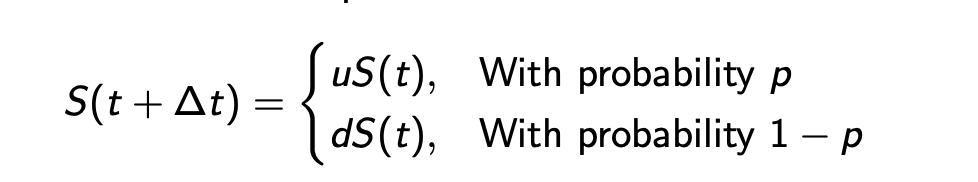 S(t + Δt) = { uS(t), With probability p
dS(t), With probability 1 − p